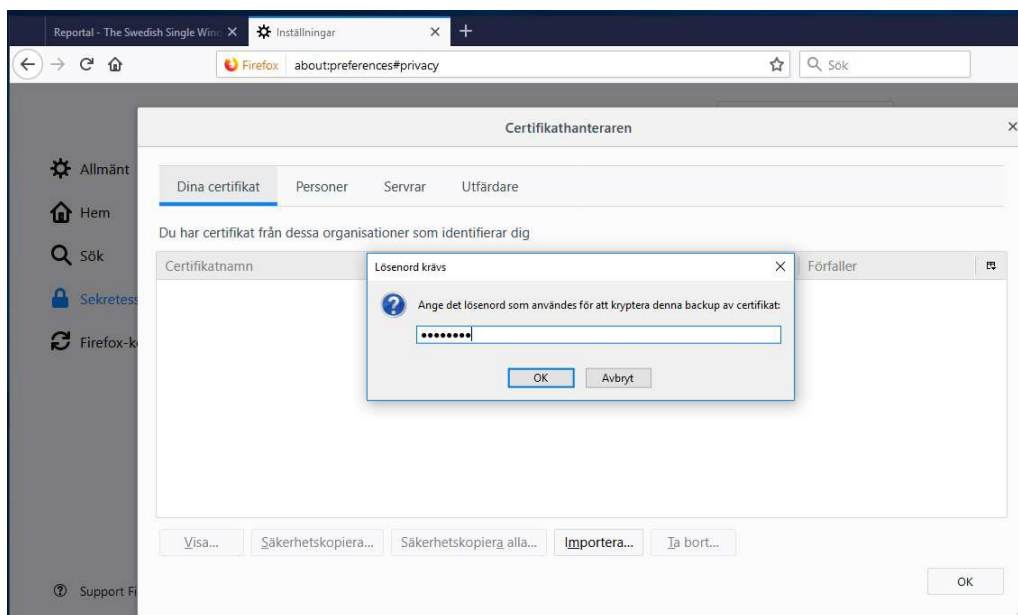 Reportal - The Swedish Single Wind
Inställningar
Firefox about:preferences#privacy
Sök
Certifikathanteraren
Allmänt
Hem
Sök
Sekretess
Firefox-k
Dina certifikat Personer Servrar Utfärdare
Du har certifikat från dessa organisationer som identifierar dig
Certifikatnamn Förfaller
Lösenord krävs
Ange det lösenord som användes för att kryptera denna backup av certifikat:
OK Avbryt
Visa... Säkerhetskopiera... Säkerhetskopiera alla... Importera... Ta bort...
Support Fi
OK